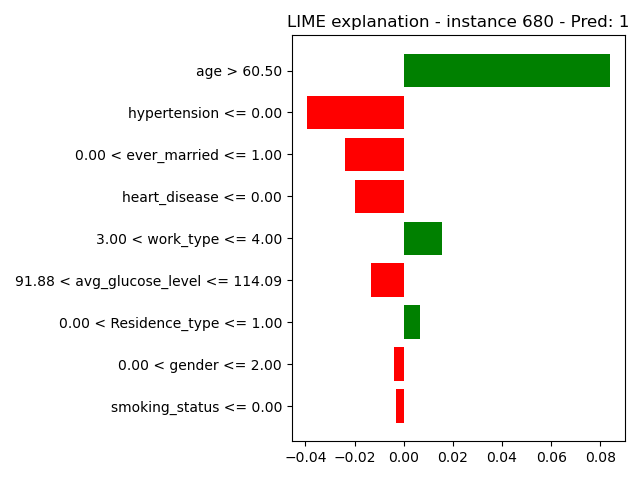 LIME explanation - instance 680 - Pred: 1
age > 60.50
hypertension <= 0.00
0.00 < ever_married <= 1.00
heart_disease <= 0.00
3.00 < work_type <= 4.00
91.88 < avg_glucose_level <= 114.09
0.00 < Residence_type <= 1.00
0.00 < gender <= 2.00
smoking_status <= 0.00
−0.04 −0.02 0.00 0.02 0.04 0.06 0.08